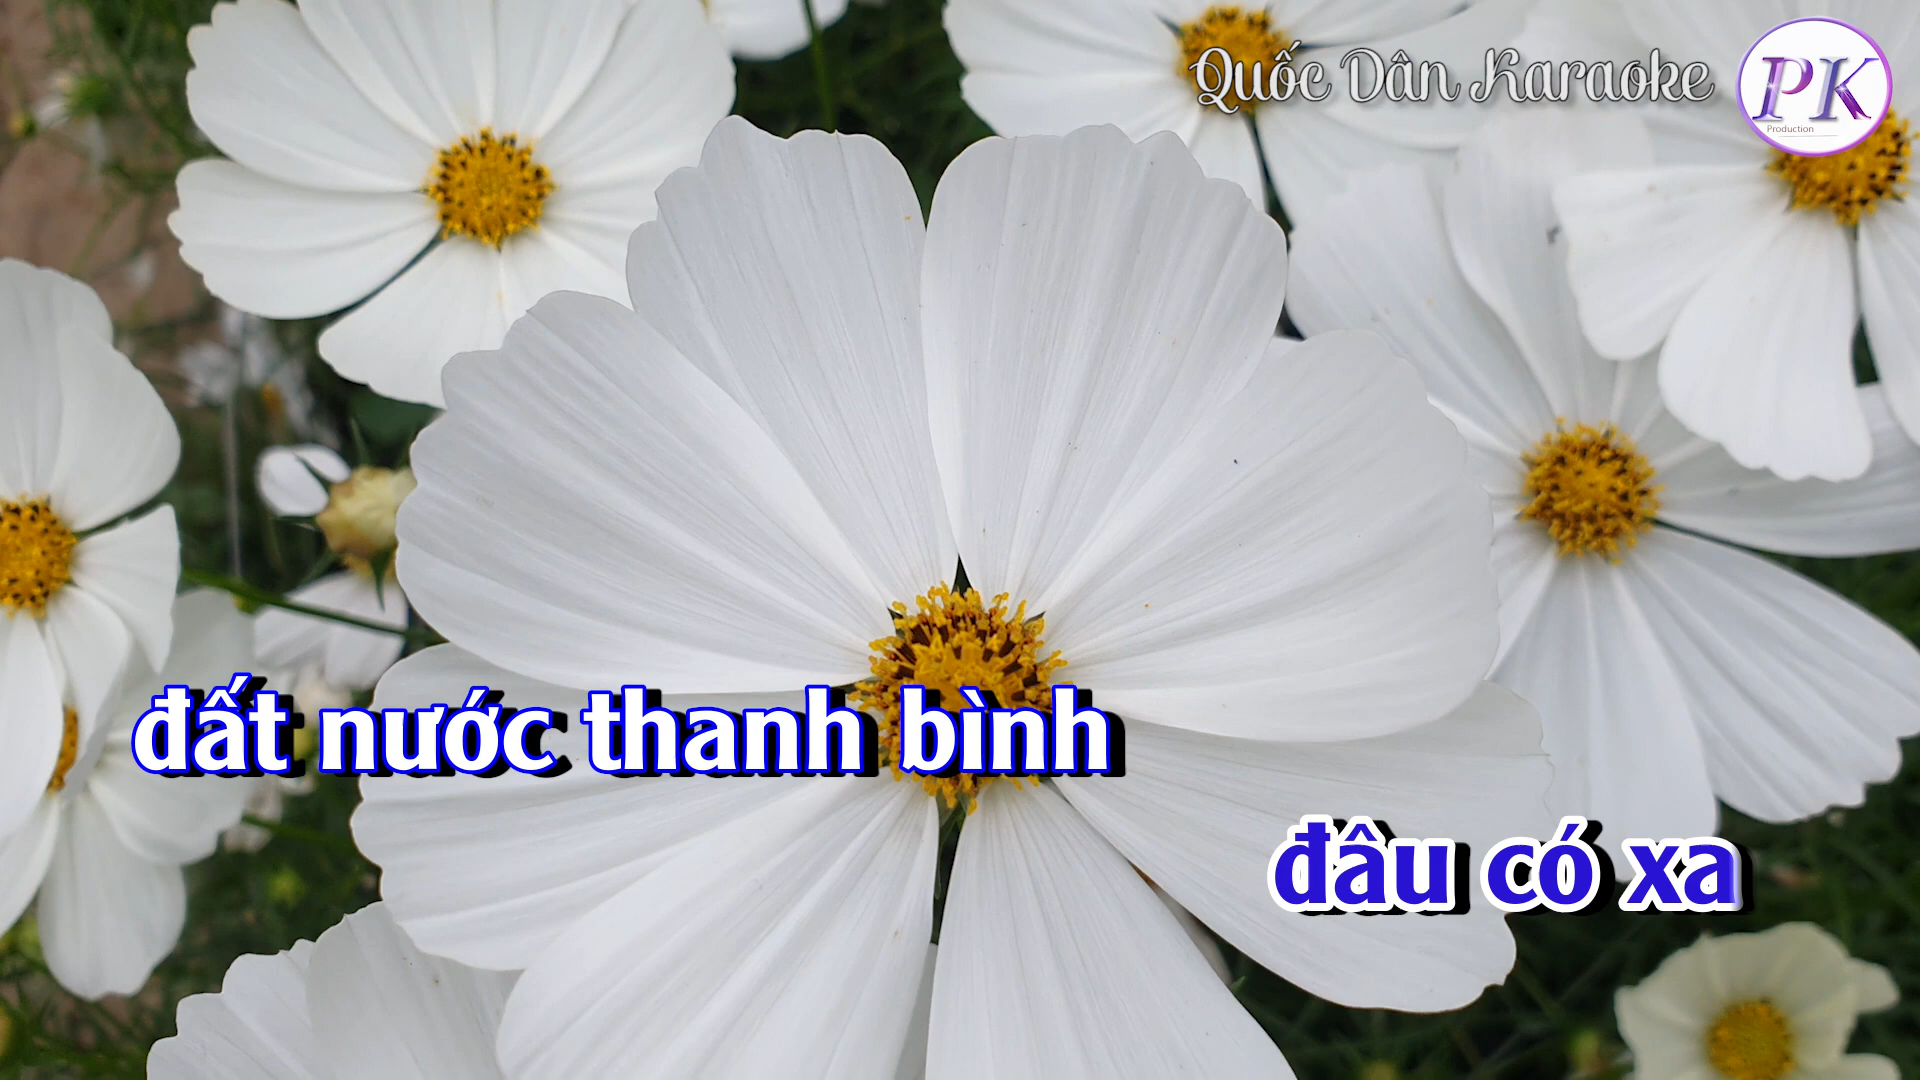 Quốc Dân Karaoke
PK
Production
đất nước thanh bình
đâu có xa